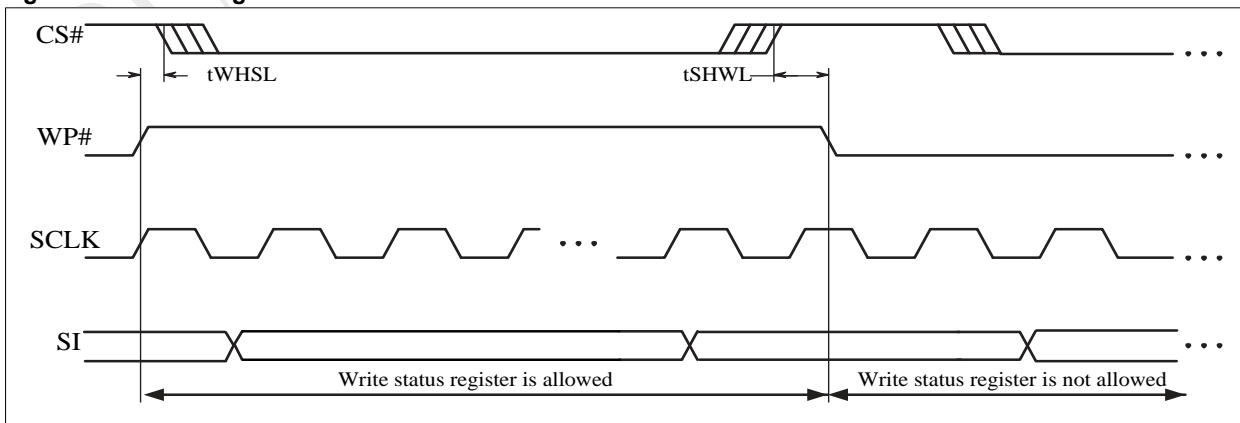 CS#
tWHSL
tSHWL
WP#
SCLK
SI
Write status register is allowed
Write status register is not allowed